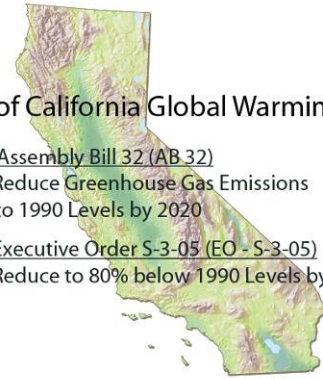 of California Global Warmin
Assembly Bill 32 (AB 32)
Reduce Greenhouse Gas Emissions
to 1990 Levels by 2020
Executive Order S-3-05 (EO - S-3-05)
Reduce to 80% below 1990 Levels by